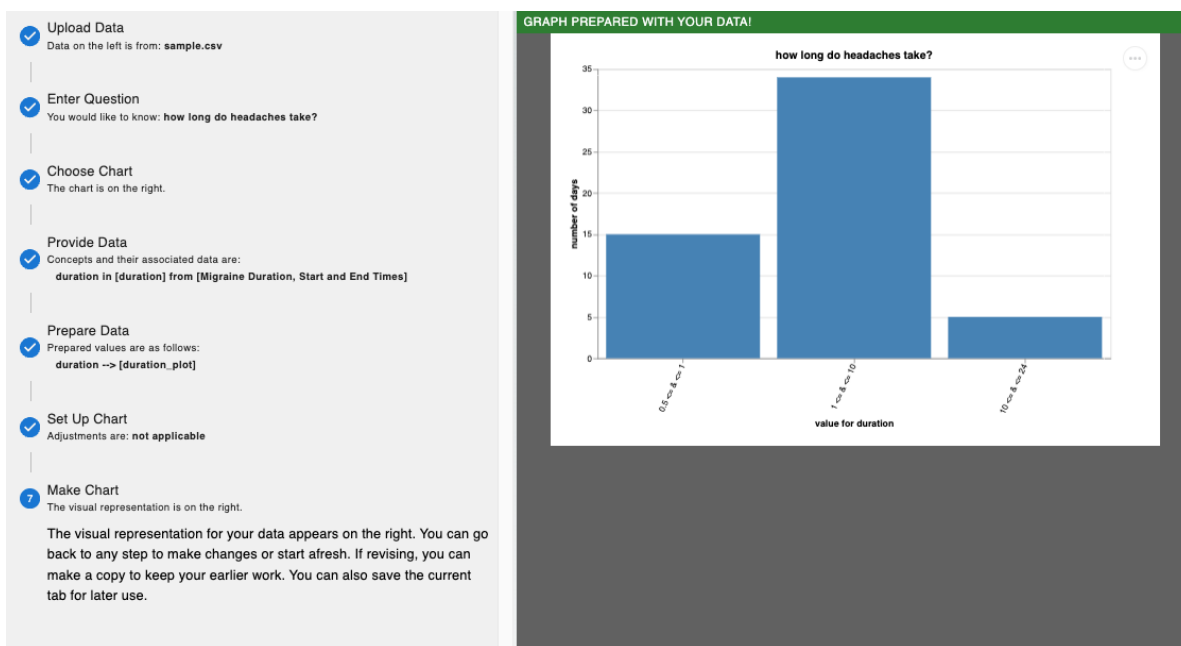 Upload Data
Data on the left is from: sample.csv
Enter Question
You would like to know: how long do headaches take?
Choose Chart
The chart is on the right.
Provide Data
Concepts and their associated data are:
duration in [duration] from [Migraine Duration, Start and End Times]
Prepare Data
Prepared values are as follows:
duration --> [duration_plot]
Set Up Chart
Adjustments are: not applicable
7
Make Chart
The visual representation is on the right.
The visual representation for your data appears on the right. You can go
back to any step to make changes or start afresh. If revising, you can
make a copy to keep your earlier work. You can also save the current
tab for later use.
GRAPH PREPARED WITH YOUR DATA!
how long do headaches take?
number of days
35
30
25
20
15
10
5
0
0.5 <= & <= 1
1 <= & <= 10
10 <= & <= 24
value for duration